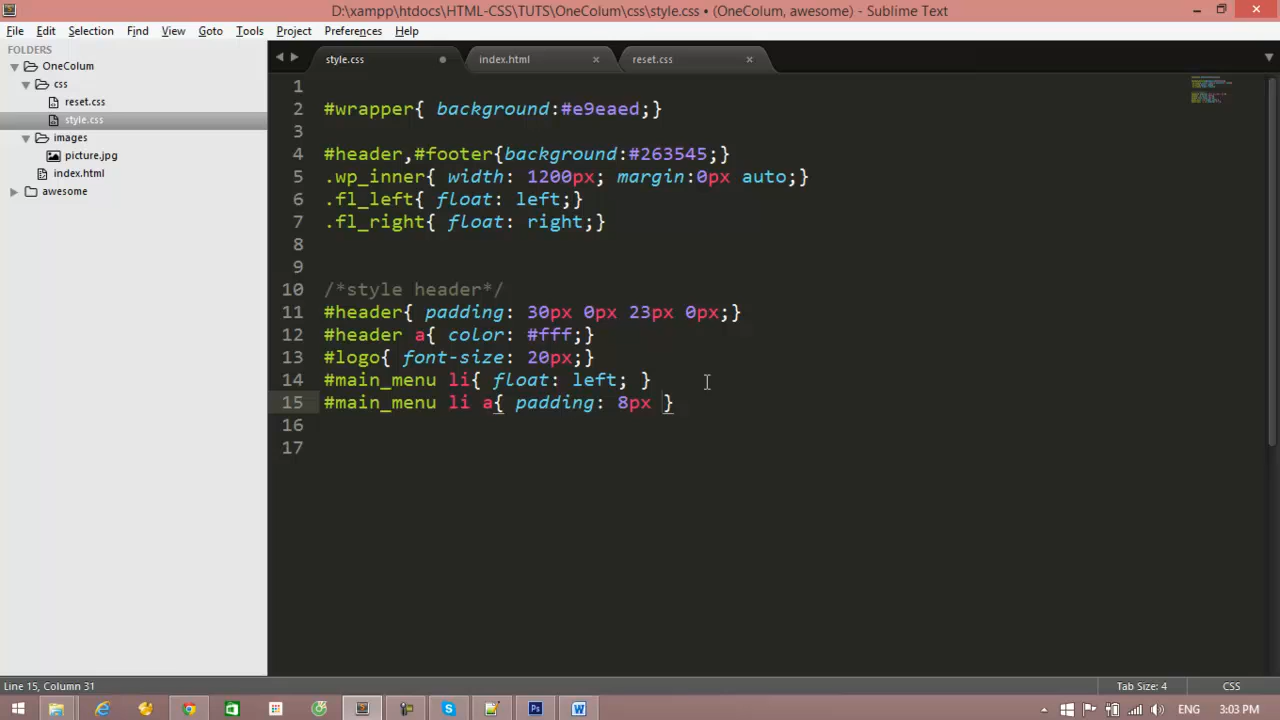 D:\xampp\htdocs\HTML-CSS\TUTS\OneColum\css\style.css • (OneColum, awesome) - Sublime Text
File Edit Selection Find View Goto Tools Project Preferences Help
FOLDERS
OneColum
css
reset.css
style.css
images
picture.jpg
index.html
awesome
style.css
index.html
reset.css
1
2 #wrapper{ background:#e9eaed;}
3
4 #header,#footer{background:#263545;}
5 .wp_inner{ width: 1200px; margin:0px auto;}
6 .fl_left{ float: left;}
7 .fl_right{ float: right;}
8
9
10 /*style header*/
11 #header{ padding: 30px 0px 23px 0px;}
12 #header a{ color: #fff;}
13 #logo{ font-size: 20px;}
14 #main_menu li{ float: left; }
15 #main_menu li a{ padding: 8px }
16
17
Line 15, Column 31
Tab Size: 4
CSS
ENG
3:03 PM